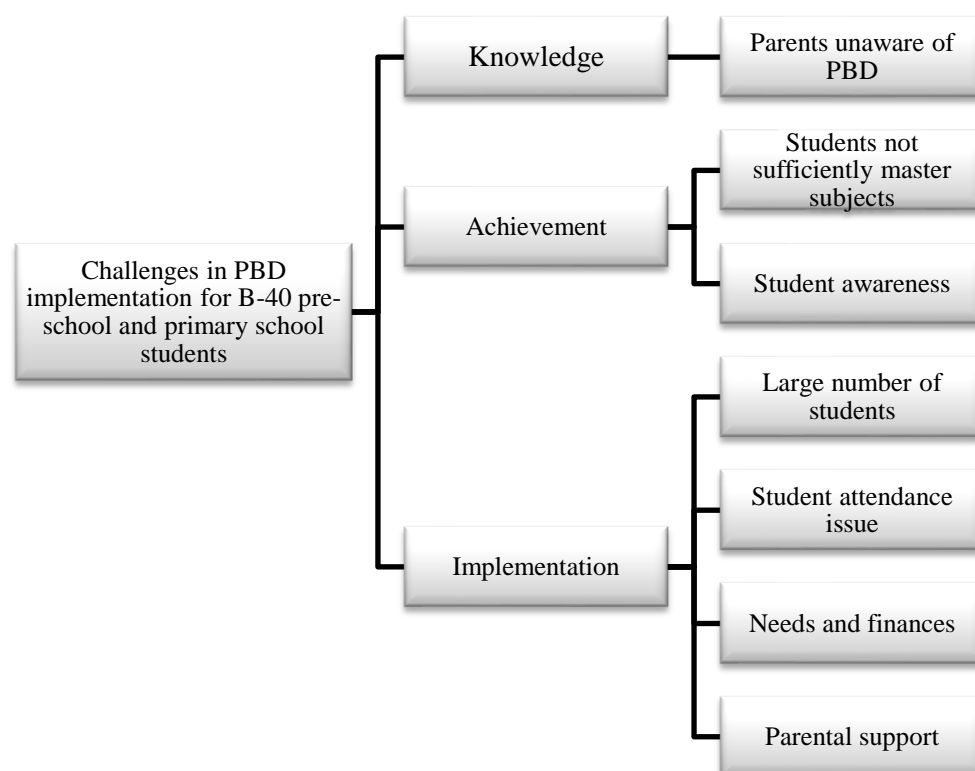 Knowledge
Parents unaware of
PBD
Students not
sufficiently master
subjects
Achievement
Student awareness
Challenges in PBD
implementation for B-40 pre-
school and primary school
students
Large number of
students
Student attendance
issue
Implementation
Needs and finances
Parental support